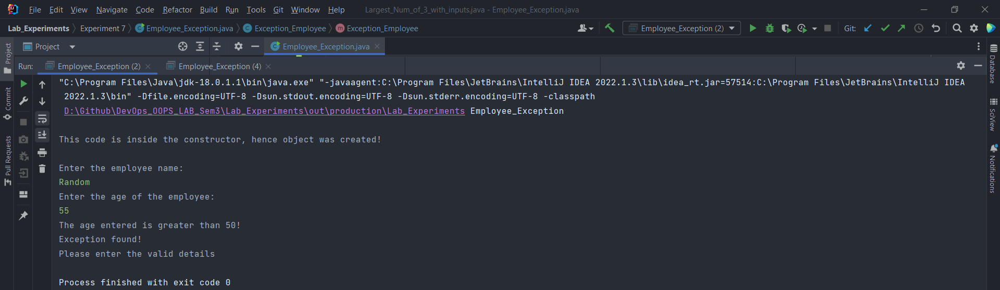 File Edit View Navigate Code Refactor Build Run Tools Git Window Help Largest_Num_of_3_with_inputs.java - Employee_Exception.java
Lab_Experiments Experiment 7 Employee_Exception.java Exception_Employee Exception_Employee Employee_Exception (2) Git:
Project Employee_Exception.java
Run: Employee_Exception (2) Employee_Exception (4)
"C:\Program Files\Java\jdk-18.0.1.1\bin\java.exe" "-javaagent:C:\Program Files\JetBrains\IntelliJ IDEA 2022.1.3\lib\idea_rt.jar=57514:C:\Program Files\JetBrains\IntelliJ IDEA
2022.1.3\bin" -Dfile.encoding=UTF-8 -Dsun.stdout.encoding=UTF-8 -Dsun.stderr.encoding=UTF-8 -classpath
D:\Github\DevOps_OOPS_LAB_Sem3\Lab_Experiments\out\production\Lab_Experiments Employee_Exception
This code is inside the constructor, hence object was created!
Enter the employee name:
Random
Enter the age of the employee:
55
The age entered is greater than 50!
Exception found!
Please enter the valid details
Process finished with exit code 0
Project
Commit
Pull Requests
Database
SciView
Notifications